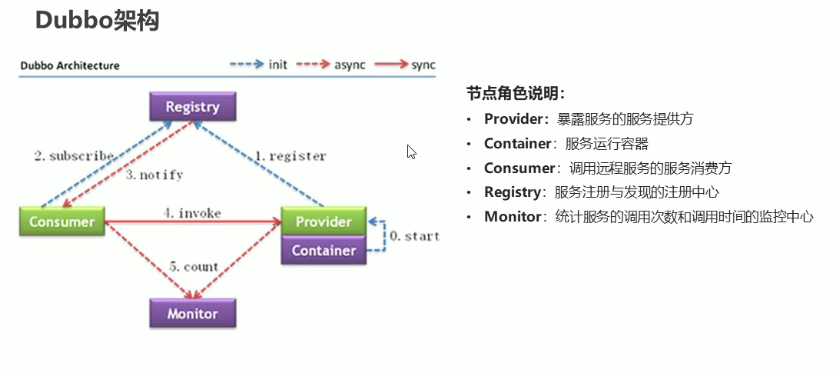 Dubbo架构
Dubbo Architecture
init
async
sync
Registry
2. subscribe
3. notify
1. register
Consumer
4. invoke
Provider
Container
0. start
5. count
Monitor
节点角色说明：
• Provider：暴露服务的服务提供方
• Container：服务运行容器
• Consumer：调用远程服务的服务消费方
• Registry：服务注册与发现的注册中心
• Monitor：统计服务的调用次数和调用时间的监控中心